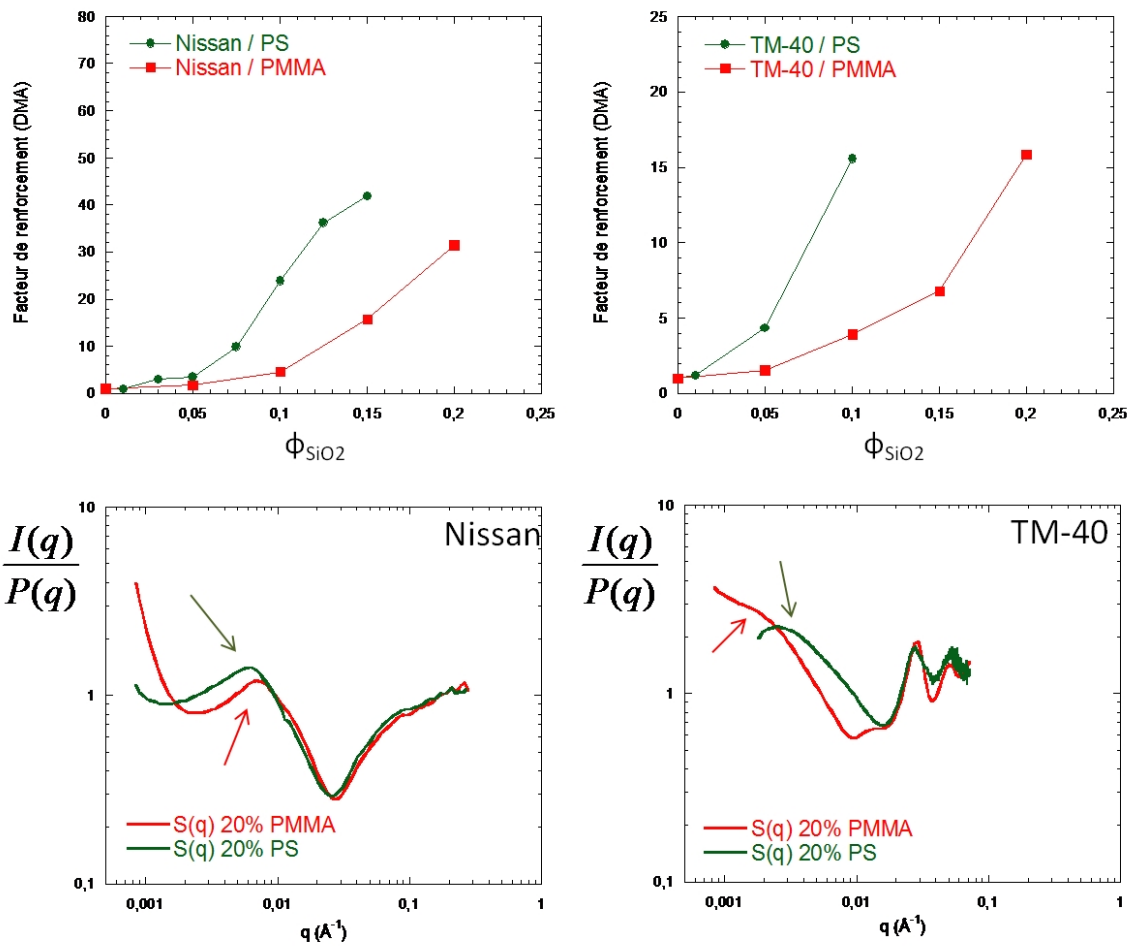 80
70
60
50
40
30
20
10
0
Facteur de renforcement (DMA)
Nissan / PS
Nissan / PMMA
0 0,05 0,1 0,15 0,2 0,25
ϕSiO2
25
20
15
10
5
0
Facteur de renforcement (DMA)
TM-40 / PS
TM-40 / PMMA
0 0,05 0,1 0,15 0,2 0,25
ϕSiO2
I(q)
P(q)
10
1
0,1
Nissan
S(q) 20% PMMA
S(q) 20% PS
0,001 0,01 0,1 1
q (Å-1)
I(q)
P(q)
10
1
0,1
TM-40
S(q) 20% PMMA
S(q) 20% PS
0,001 0,01 0,1 1
q (Å-1)